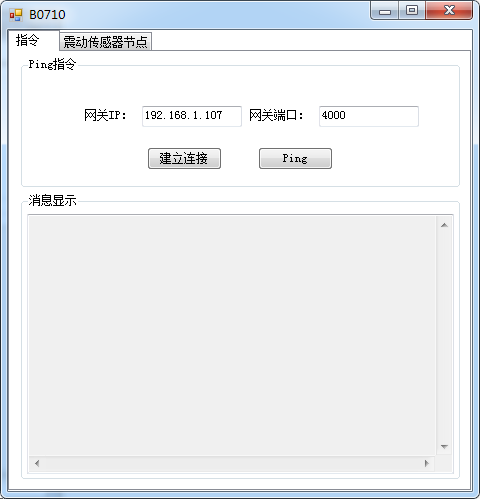 B0710
指令 震动传感器节点
Ping指令
网关IP: 192.168.1.107 网关端口: 4000
建立连接 Ping
消息显示